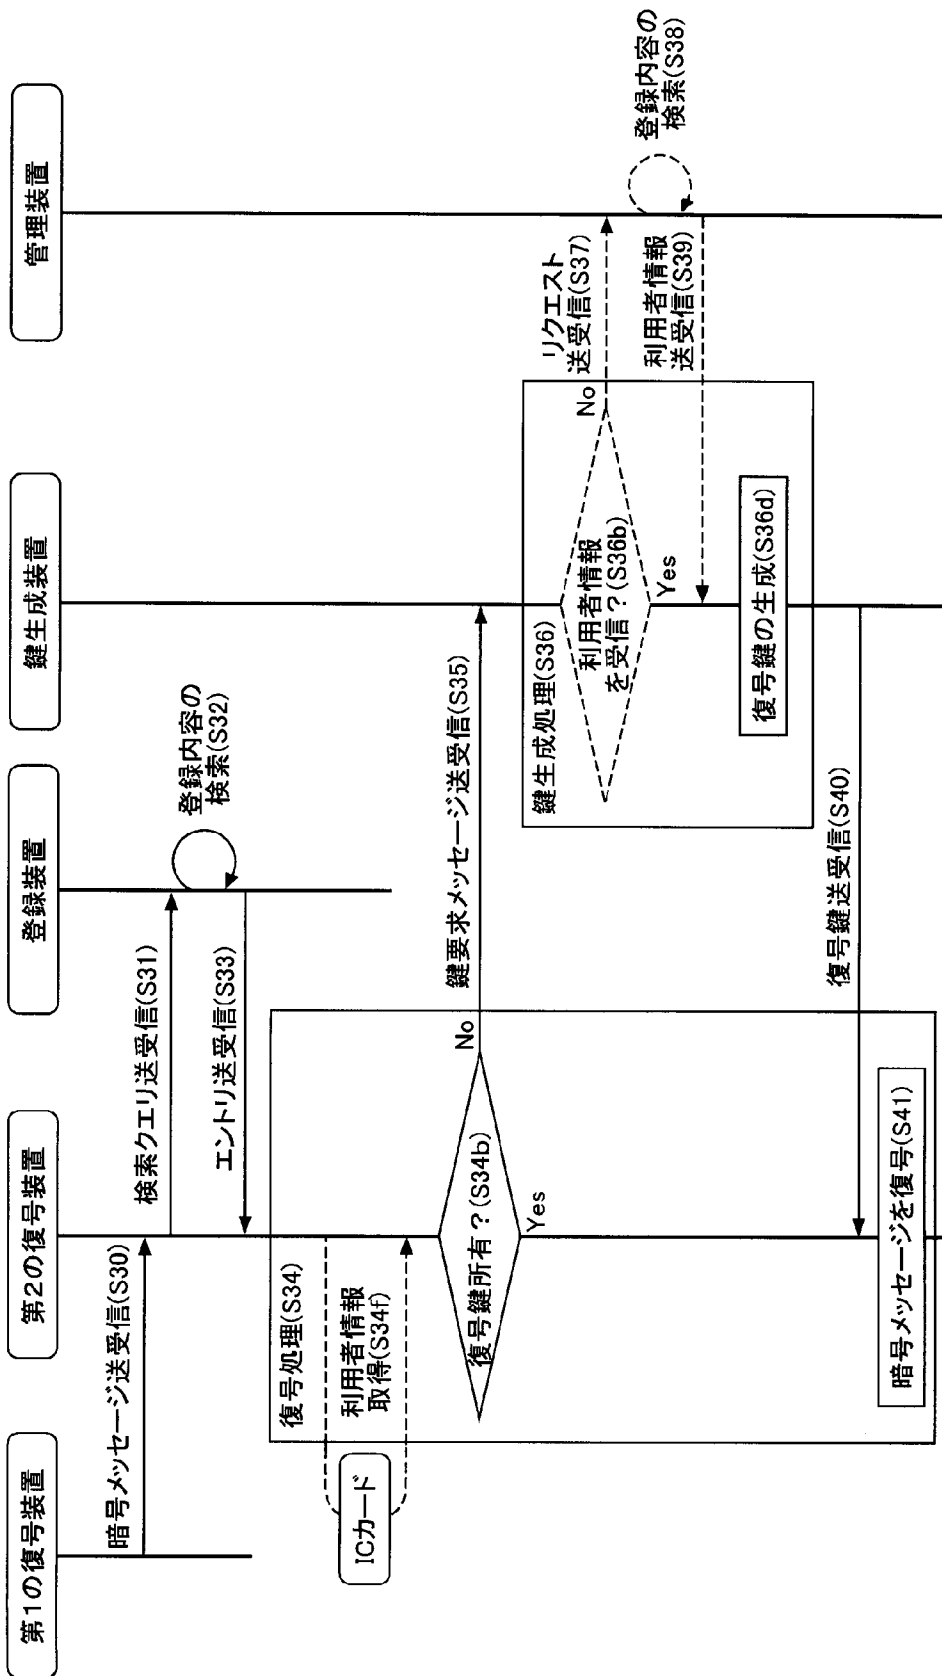 第1の復号装置
第2の復号装置
登録装置
鍵生成装置
管理装置
暗号メッセージ送受信(S30)
検索クエリ送受信(S31)
登録内容の
検索(S32)
エントリ送受信(S33)
復号処理(S34)
ICカード
利用者情報
取得(S34f)
復号鍵所有？(S34b)
No
Yes
鍵要求メッセージ送受信(S35)
鍵生成処理(S36)
利用者情報
を受信？(S36b)
No
Yes
リクエスト
送受信(S37)
登録内容の
検索(S38)
利用者情報
送受信(S39)
復号鍵の生成(S36d)
復号鍵送受信(S40)
暗号メッセージを復号(S41)